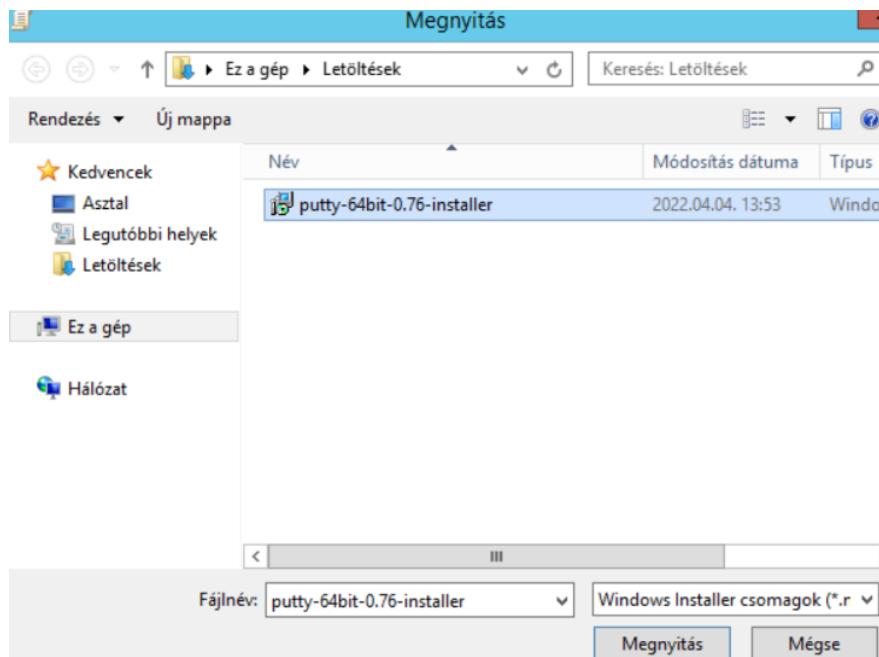 Megnyitás
Ez a gép Letöltések
Keresés: Letöltések
Rendezés Új mappa
Név Módosítás dátuma Típus
putty-64bit-0.76-installer 2022.04.04. 13:53 Windo
Kedvencek
Asztal
Legutóbbi helyek
Letöltések
Ez a gép
Hálózat
Fájlnév: putty-64bit-0.76-installer Windows Installer csomagok (*.r
Megnyitás Mégse